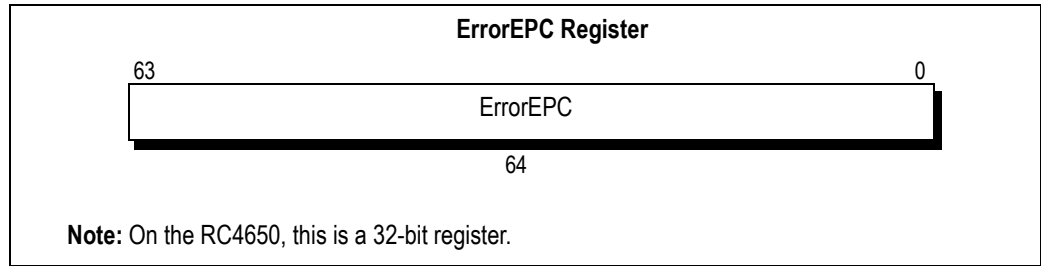 ErrorEPC Register
63 0
ErrorEPC
64
Note: On the RC4650, this is a 32-bit register.